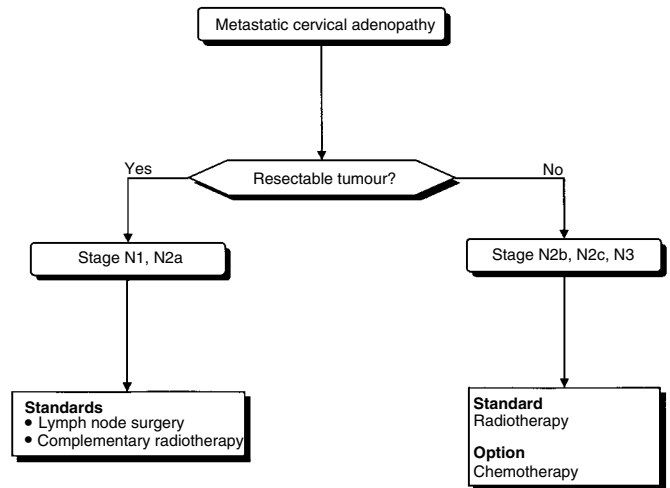 Metastatic cervical adenopathy
Resectable tumour?
Yes
No
Stage N1, N2a
Stage N2b, N2c, N3
Standards
• Lymph node surgery
• Complementary radiotherapy
Standard
Radiotherapy
Option
Chemotherapy